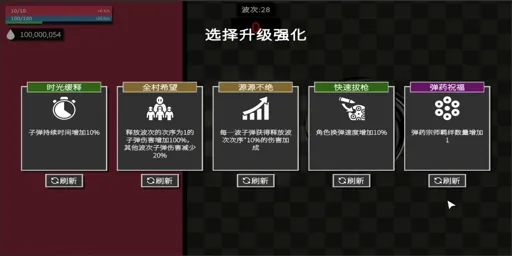 波次:28
10/10
100/100
100,000,054
选择升级强化
时光缓释
子弹持续时间增加10%
刷新
全村希望
释放波次的次序为1的
子弹伤害增加100%,
其他波次子弹伤害减少
20%
刷新
源源不绝
每一波子弹获得释放波
次次序*10%的伤害加
成
刷新
快速拔枪
角色换弹速度增加10%
刷新
弹药祝福
弹药宗师羁绊数量增加
1
刷新